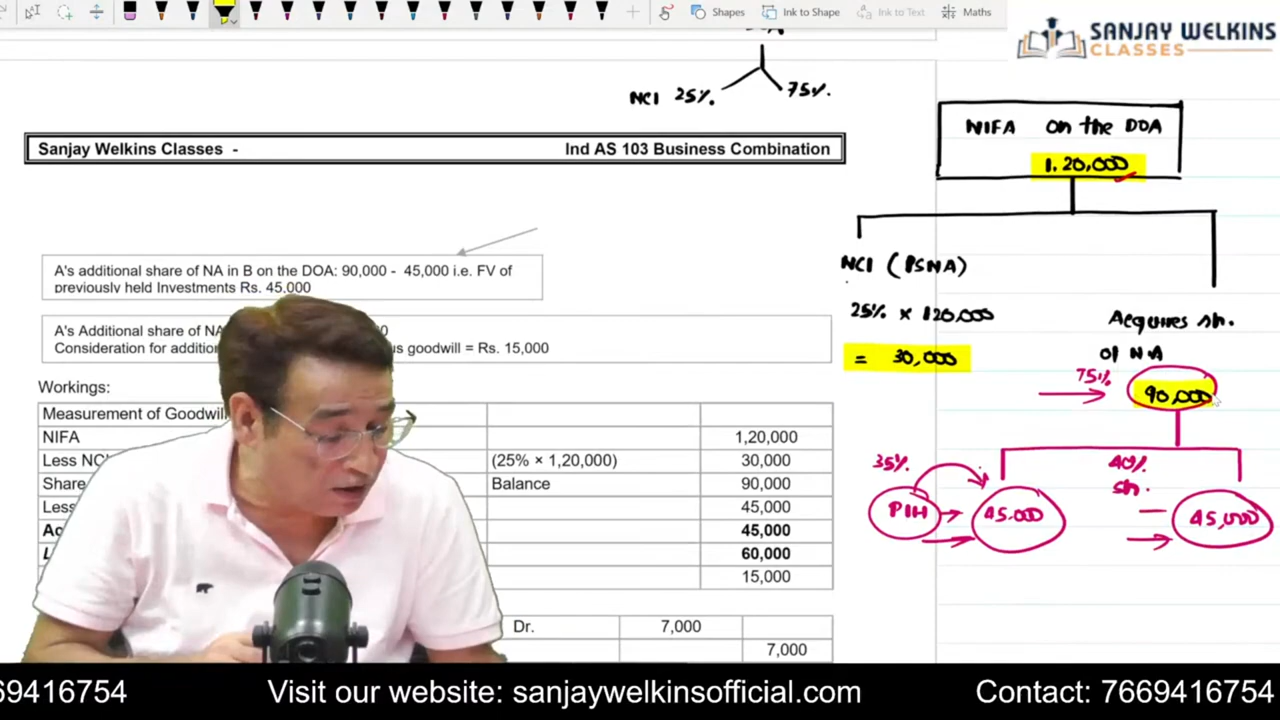 Shapes
Ink to Shape
Ink to Text
Maths
SANJAY WELKINS
CLASSES
NCI 25%.
75%.
Sanjay Welkins Classes -
Ind AS 103 Business Combination
A's additional share of NA in B on the DOA: 90,000 - 45,000 i.e. FV of
previously held Investments Rs. 45,000
A's Additional share of NA
Consideration for addition
us goodwill = Rs. 15,000
Workings:
Measurement of Goodwill
NIFA 1,20,000
Less NC (25% × 1,20,000) 30,000
Share Balance 90,000
Less 45,000
45,000
60,000
15,000
Dr. 7,000
7,000
NIFA on the DOA
1,20,000
NCI (PSNA)
25% × 120,000
= 30,000
Acquires sh.
of NA
75%
90,000
35%
PIH
45,000
40%
sh.
45,000
69416754
Visit our website: sanjaywelkinsofficial.com
Contact: 7669416754